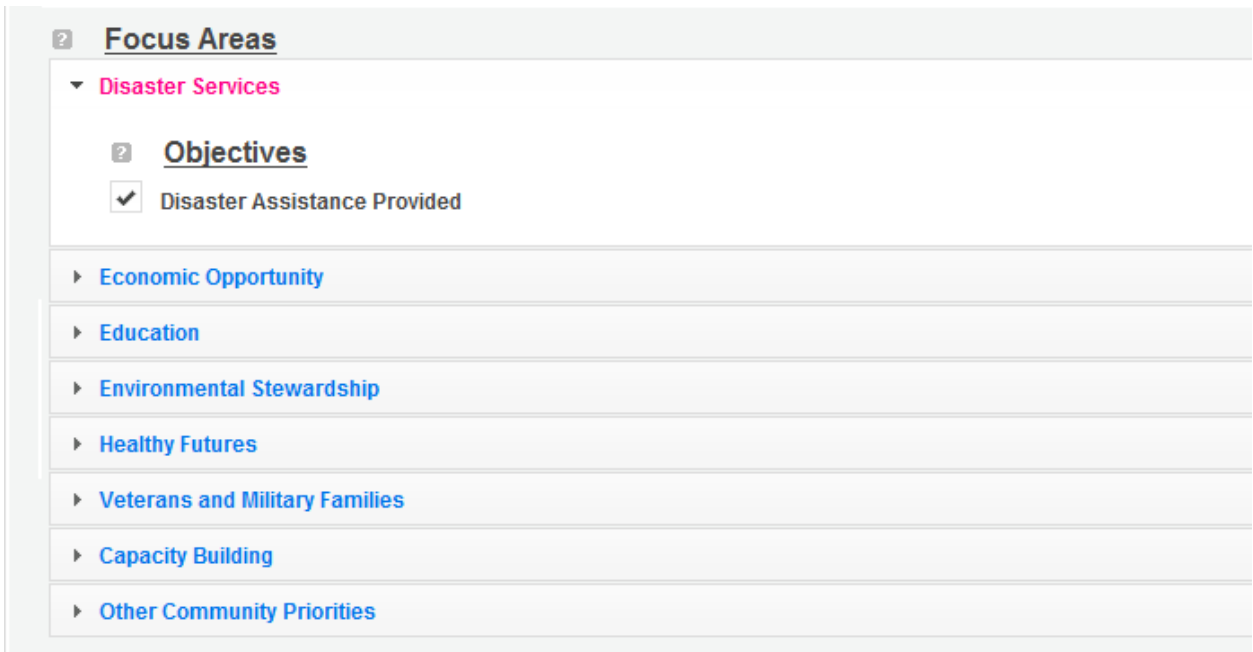 Focus Areas
Disaster Services
Objectives
Disaster Assistance Provided
Economic Opportunity
Education
Environmental Stewardship
Healthy Futures
Veterans and Military Families
Capacity Building
Other Community Priorities